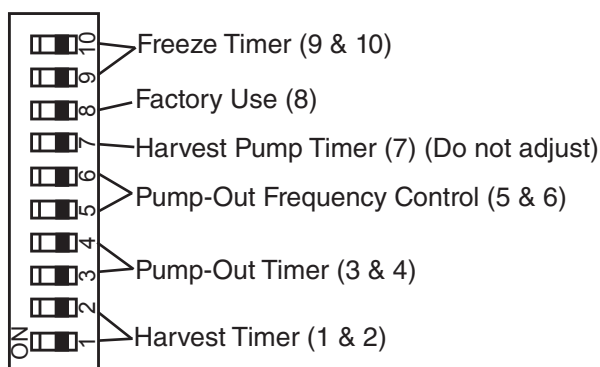 10
Freeze Timer (9 & 10)
9
8
Factory Use (8)
7
Harvest Pump Timer (7) (Do not adjust)
6
Pump-Out Frequency Control (5 & 6)
5
4
Pump-Out Timer (3 & 4)
3
2
Harvest Timer (1 & 2)
1
ON